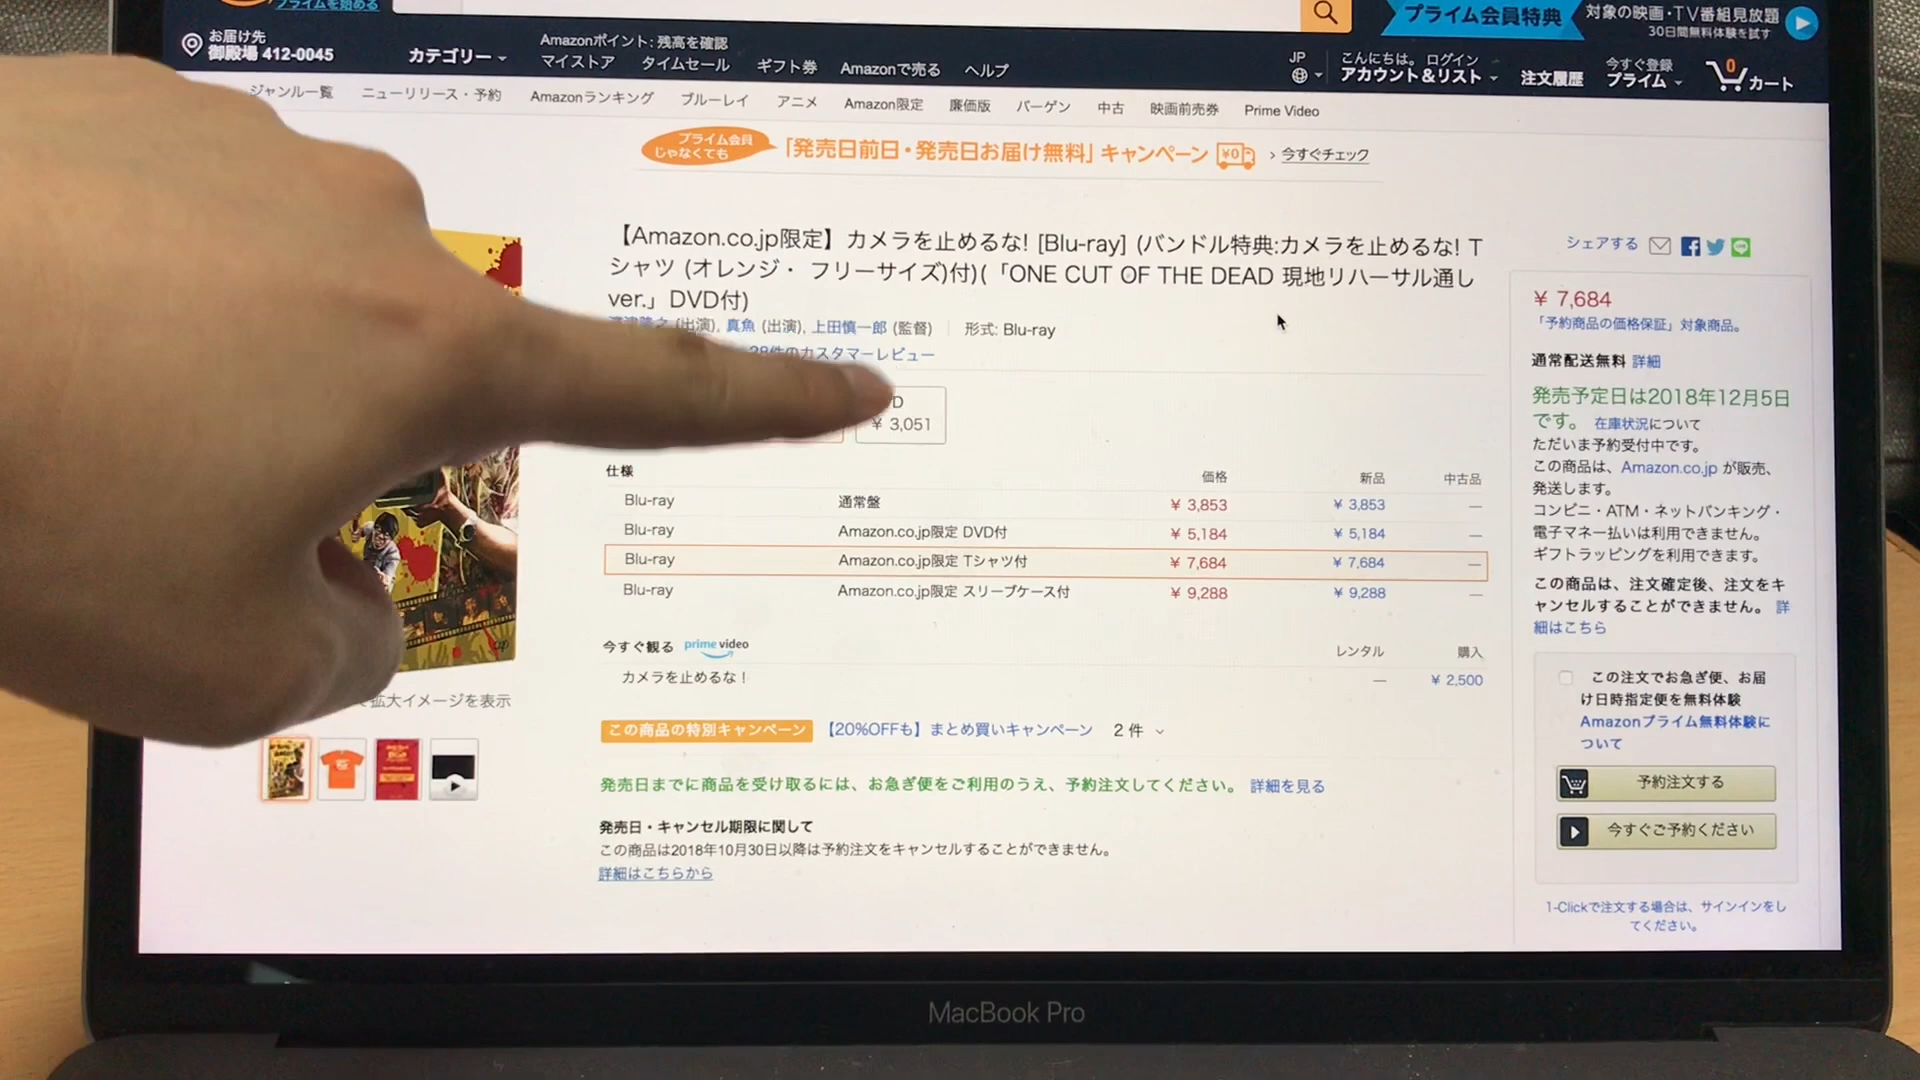 プライムを始める
プライム会員特典
対象の映画・TV番組見放題
30日間無料体験を試す
お届け先
御殿場 412-0045
カテゴリー
Amazonポイント: 残高を確認
マイストア タイムセール ギフト券 Amazonで売る ヘルプ
JP
こんにちは。 ログイン
アカウント&リスト
注文履歴
今すぐ登録
プライム
0
カート
ジャンル一覧 ニューリリース・予約 Amazonランキング ブルーレイ アニメ Amazon限定 廉価版 バーゲン 中古 映画前売券 Prime Video
プライム会員
じゃなくても
「発売日前日・発売日お届け無料」キャンペーン
¥0
› 今すぐチェック
【Amazon.co.jp限定】カメラを止めるな! [Blu-ray] (バンドル特典:カメラを止めるな! T
シャツ (オレンジ・ フリーサイズ)付)(「ONE CUT OF THE DEAD 現地リハーサル通し
ver.」DVD付)
(出演), 真魚 (出演), 上田慎一郎 (監督) 形式: Blu-ray
28件のカスタマーレビュー
¥ 3,051
仕様 価格 新品 中古品
Blu-ray 通常盤 ¥ 3,853 ¥ 3,853 —
Blu-ray Amazon.co.jp限定 DVD付 ¥ 5,184 ¥ 5,184 —
Blu-ray Amazon.co.jp限定 Tシャツ付 ¥ 7,684 ¥ 7,684 —
Blu-ray Amazon.co.jp限定 スリーブケース付 ¥ 9,288 ¥ 9,288 —
今すぐ観る prime video レンタル 購入
カメラを止めるな！ — ¥ 2,500
この商品の特別キャンペーン 【20%OFFも】まとめ買いキャンペーン 2 件
発売日までに商品を受け取るには、お急ぎ便をご利用のうえ、予約注文してください。 詳細を見る
発売日・キャンセル期限に関して
この商品は2018年10月30日以降は予約注文をキャンセルすることができません。
詳細はこちらから
拡大イメージを表示
シェアする
¥ 7,684
「予約商品の価格保証」対象商品。
通常配送無料 詳細
発売予定日は2018年12月5日
です。 在庫状況について
ただいま予約受付中です。
この商品は、Amazon.co.jp が販売、
発送します。
コンビニ・ATM・ネットバンキング・
電子マネー払いは利用できません。
ギフトラッピングを利用できます。
この商品は、注文確定後、注文をキ
ャンセルすることができません。 詳
細はこちら
この注文でお急ぎ便、お届
け日時指定便を無料体験
Amazonプライム無料体験に
ついて
予約注文する
今すぐご予約ください
1-Clickで注文する場合は、サインインをし
てください。
MacBook Pro